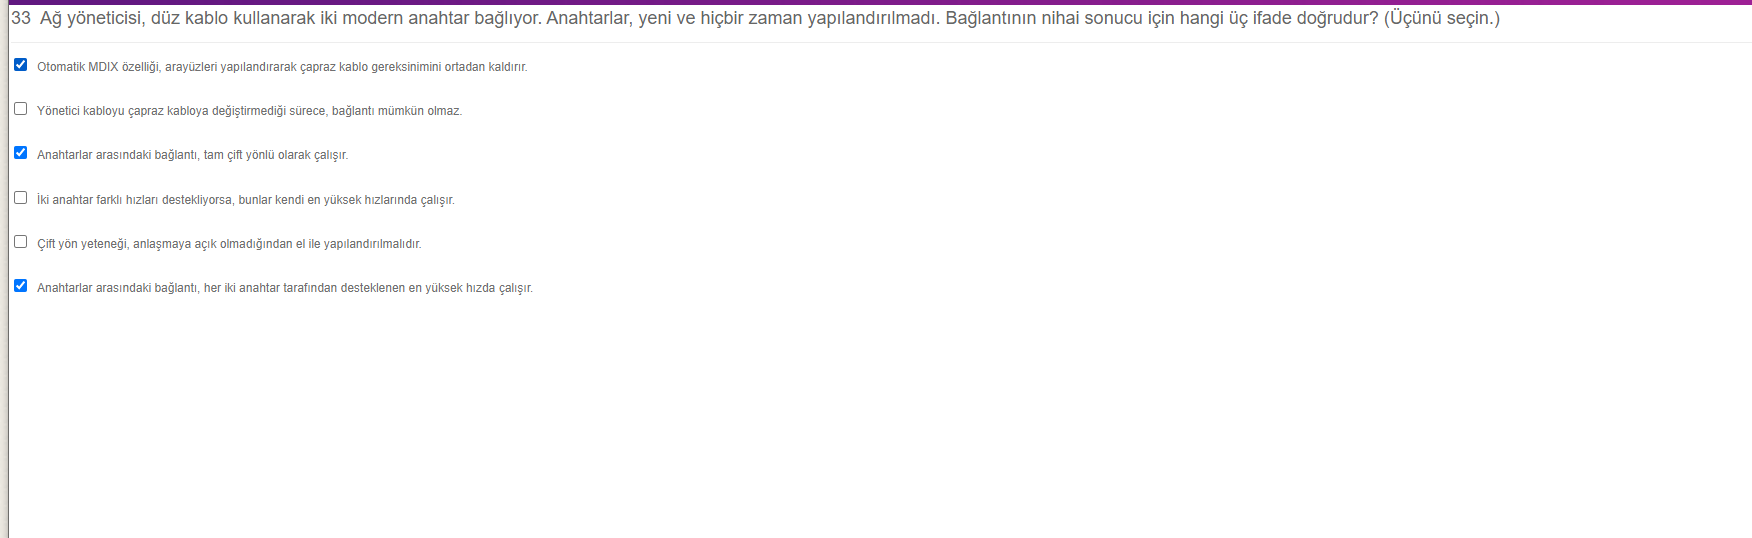 33 Ağ yöneticisi, düz kablo kullanarak iki modern anahtar bağlıyor. Anahtarlar, yeni ve hiçbir zaman yapılandırılmadı. Bağlantının nihai sonucu için hangi üç ifade doğrudur? (Üçünü seçin.)
Otomatik MDIX özelliği, arayüzleri yapılandırarak çapraz kablo gereksinimini ortadan kaldırır.
Yönetici kabloyu çapraz kabloya değiştirmediği sürece, bağlantı mümkün olmaz.
Anahtarlar arasındaki bağlantı, tam çift yönlü olarak çalışır.
İki anahtar farklı hızları destekliyorsa, bunlar kendi en yüksek hızlarında çalışır.
Çift yön yeteneği, anlaşmaya açık olmadığından el ile yapılandırılmalıdır.
Anahtarlar arasındaki bağlantı, her iki anahtar tarafından desteklenen en yüksek hızda çalışır.